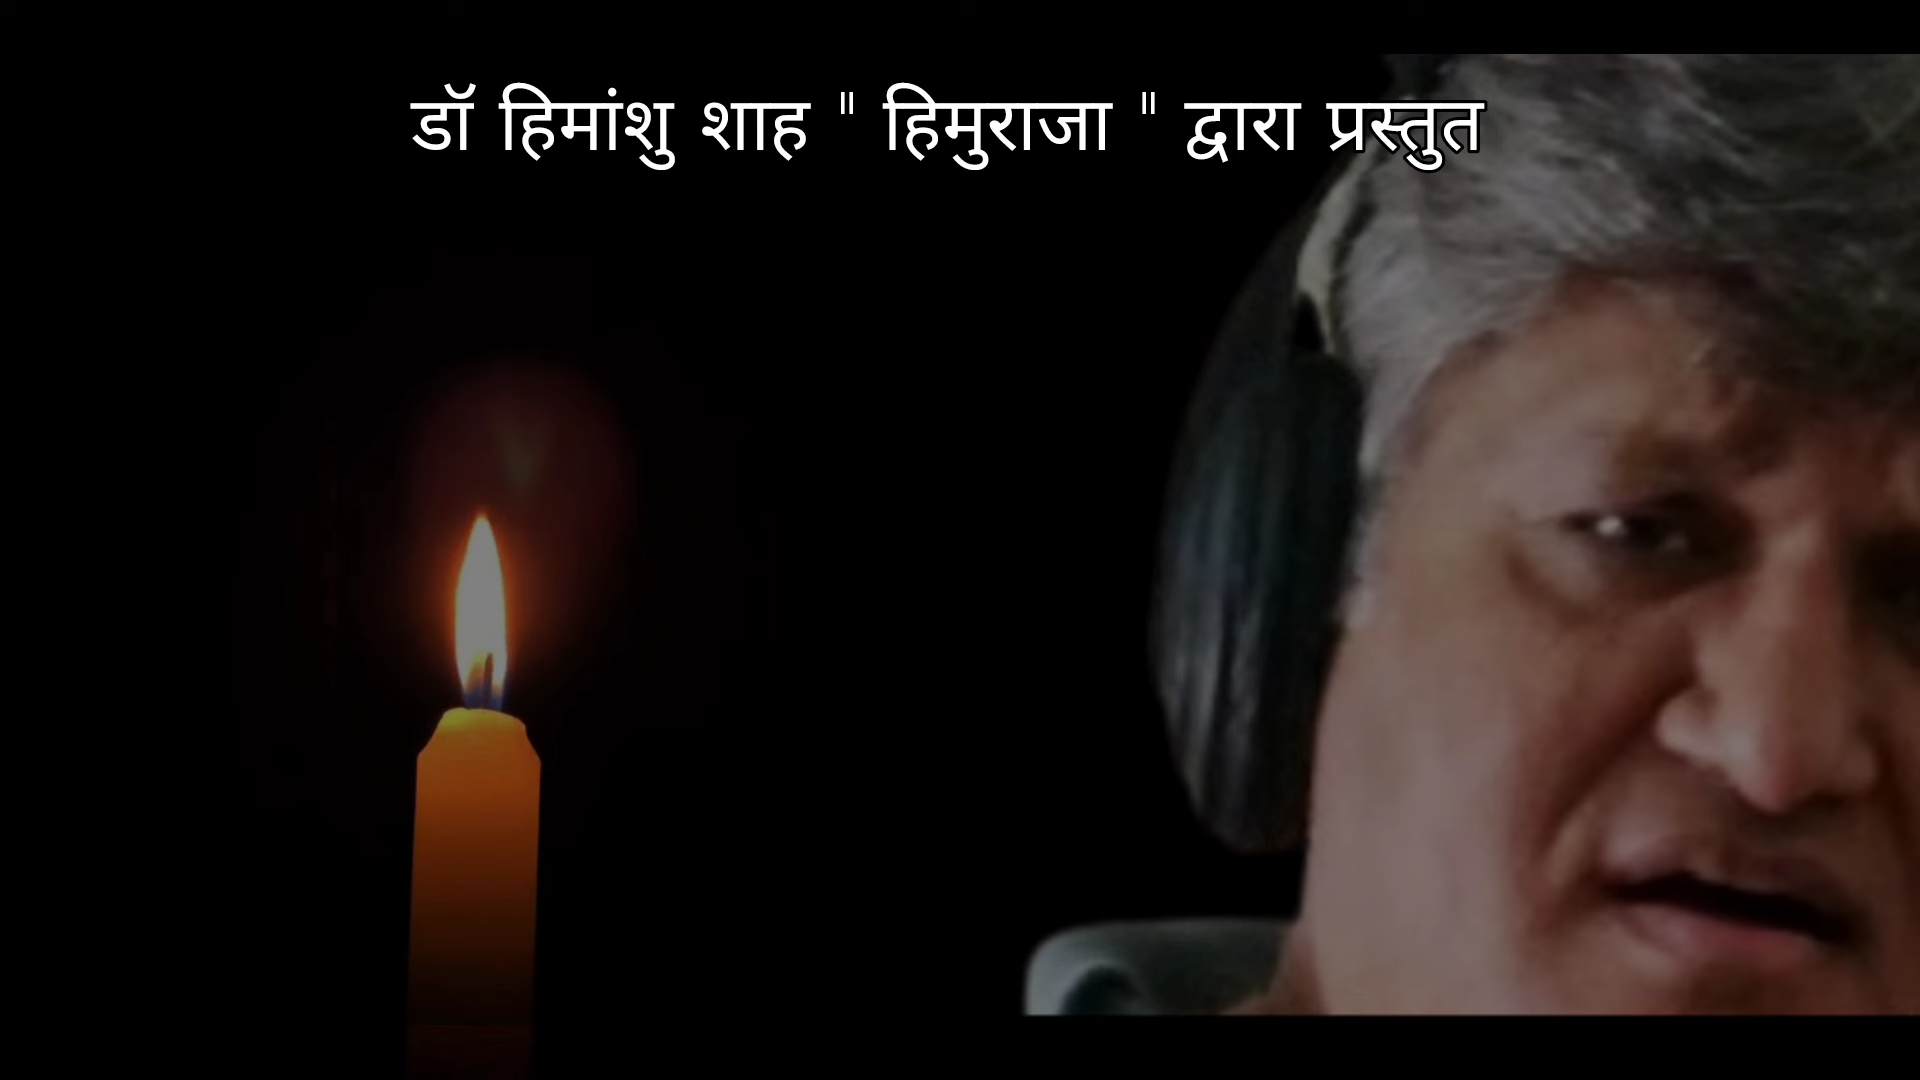 डॉ हिमांशु शाह " हिमुराजा " द्वारा प्रस्तुत